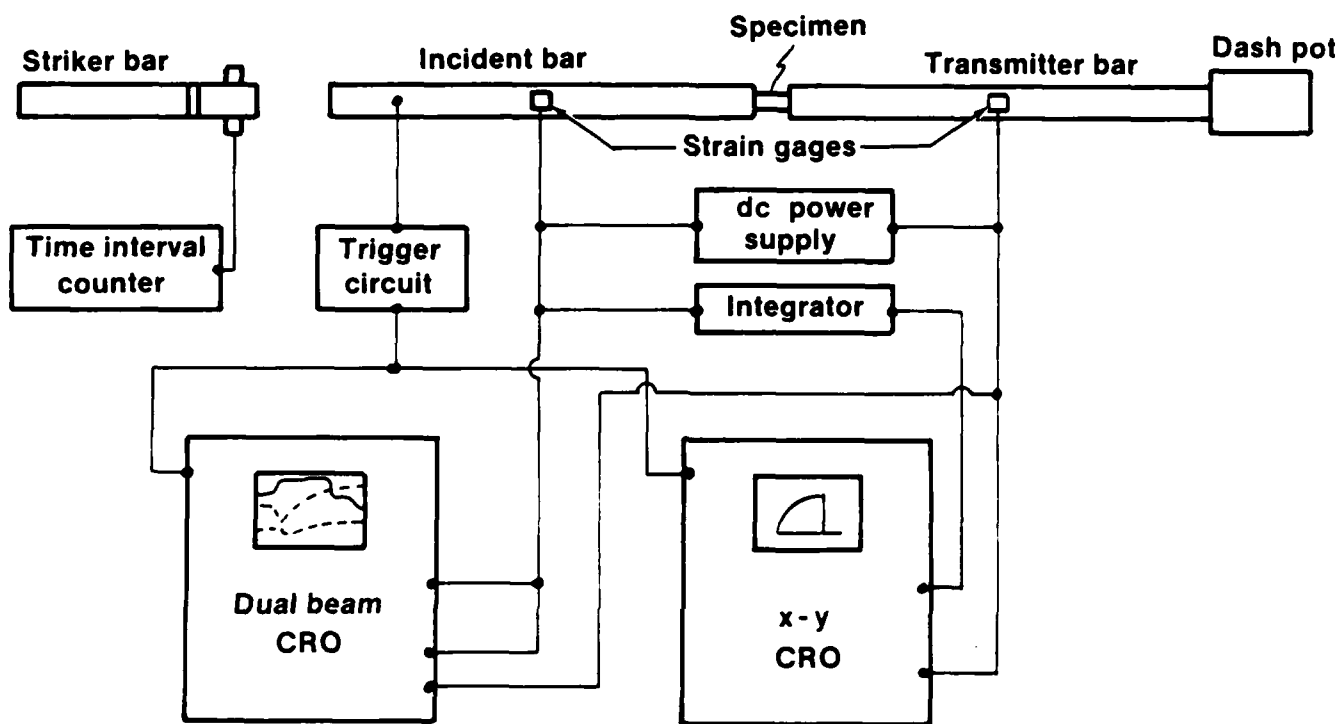 Striker bar
Incident bar
Specimen
Transmitter bar
Dash pot
Strain gages
Time interval
counter
Trigger
circuit
dc power
supply
Integrator
Dual beam
CRO
x-y
CRO